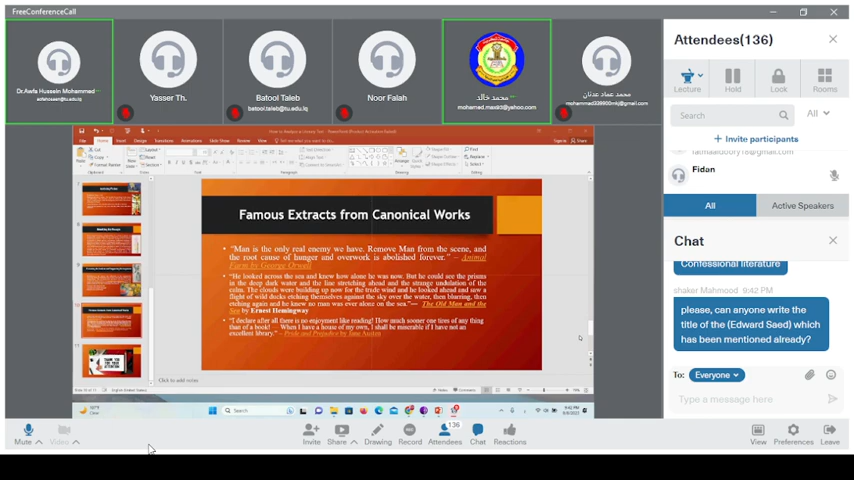 FreeConferenceCall
Dr.Awfa Hussein Mohammed
Yasser Th.
Batool Taleb
batool.taleb@tu.edu.iq
Noor Falah
محمد خالد
محمد عماد عدنان
Attendees(136)
Lecture
Hold
Lock
Rooms
Search
All
+ Invite participants
Fidan
All
Active Speakers
Chat
Confessional literature
shaker Mahmood 9:42 PM
please, can anyone write the
title of the (Edward Saed) which
has been mentioned already?
To: Everyone
Type a message here
Famous Extracts from Canonical Works
• “Man is the only real enemy we have. Remove Man from the scene, and
the root cause of hunger and overwork is abolished forever.” – Animal
Farm by George Orwell
• “He looked across the sea and knew how alone he was now. But he could see the prisms
in the deep dark water and the line stretching ahead and the strange undulation of the
calm. The clouds were building up now for the trade wind and he looked ahead and saw a
flight of wild ducks etching themselves against the sky over the water, then blurring, then
etching again and he knew no man was ever alone on the sea.”— The Old Man and the
Sea by Ernest Hemingway
• “I declare after all there is no enjoyment like reading! How much sooner one tires of any thing
than of a book! – When I have a house of my own, I shall be miserable if I have not an
excellent library.” – Pride and Prejudice by Jane Austen
Click to add notes
Search
9:42 PM
Mute
Video
Invite
Share
Drawing
Record
136
Attendees
Chat
Reactions
View
Preferences
Leave